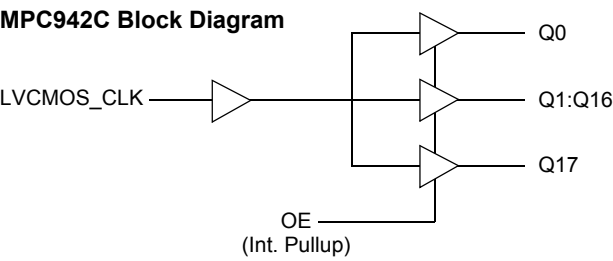 MPC942C Block Diagram
Q0
LVCMOS_CLK
Q1:Q16
Q17
OE
(Int. Pullup)